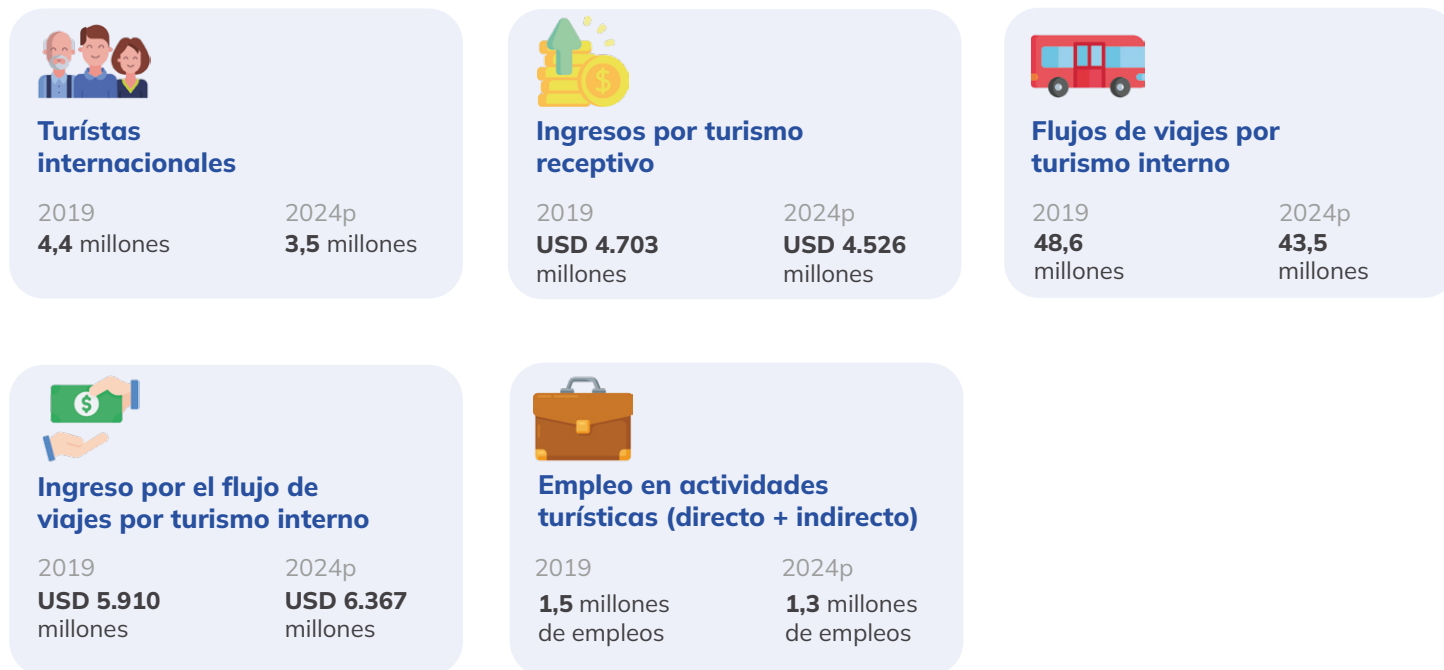 Turístas
internacionales
2019
2024p
4,4 millones
3,5 millones
Ingresos por turismo
receptivo
2019
2024p
USD 4.703
millones
USD 4.526
millones
Flujos de viajes por
turismo interno
2019
2024p
48,6
millones
43,5
millones
Ingreso por el flujo de
viajes por turismo interno
2019
2024p
USD 5.910
millones
USD 6.367
millones
Empleo en actividades
turísticas (directo + indirecto)
2019
2024p
1,5 millones
de empleos
1,3 millones
de empleos